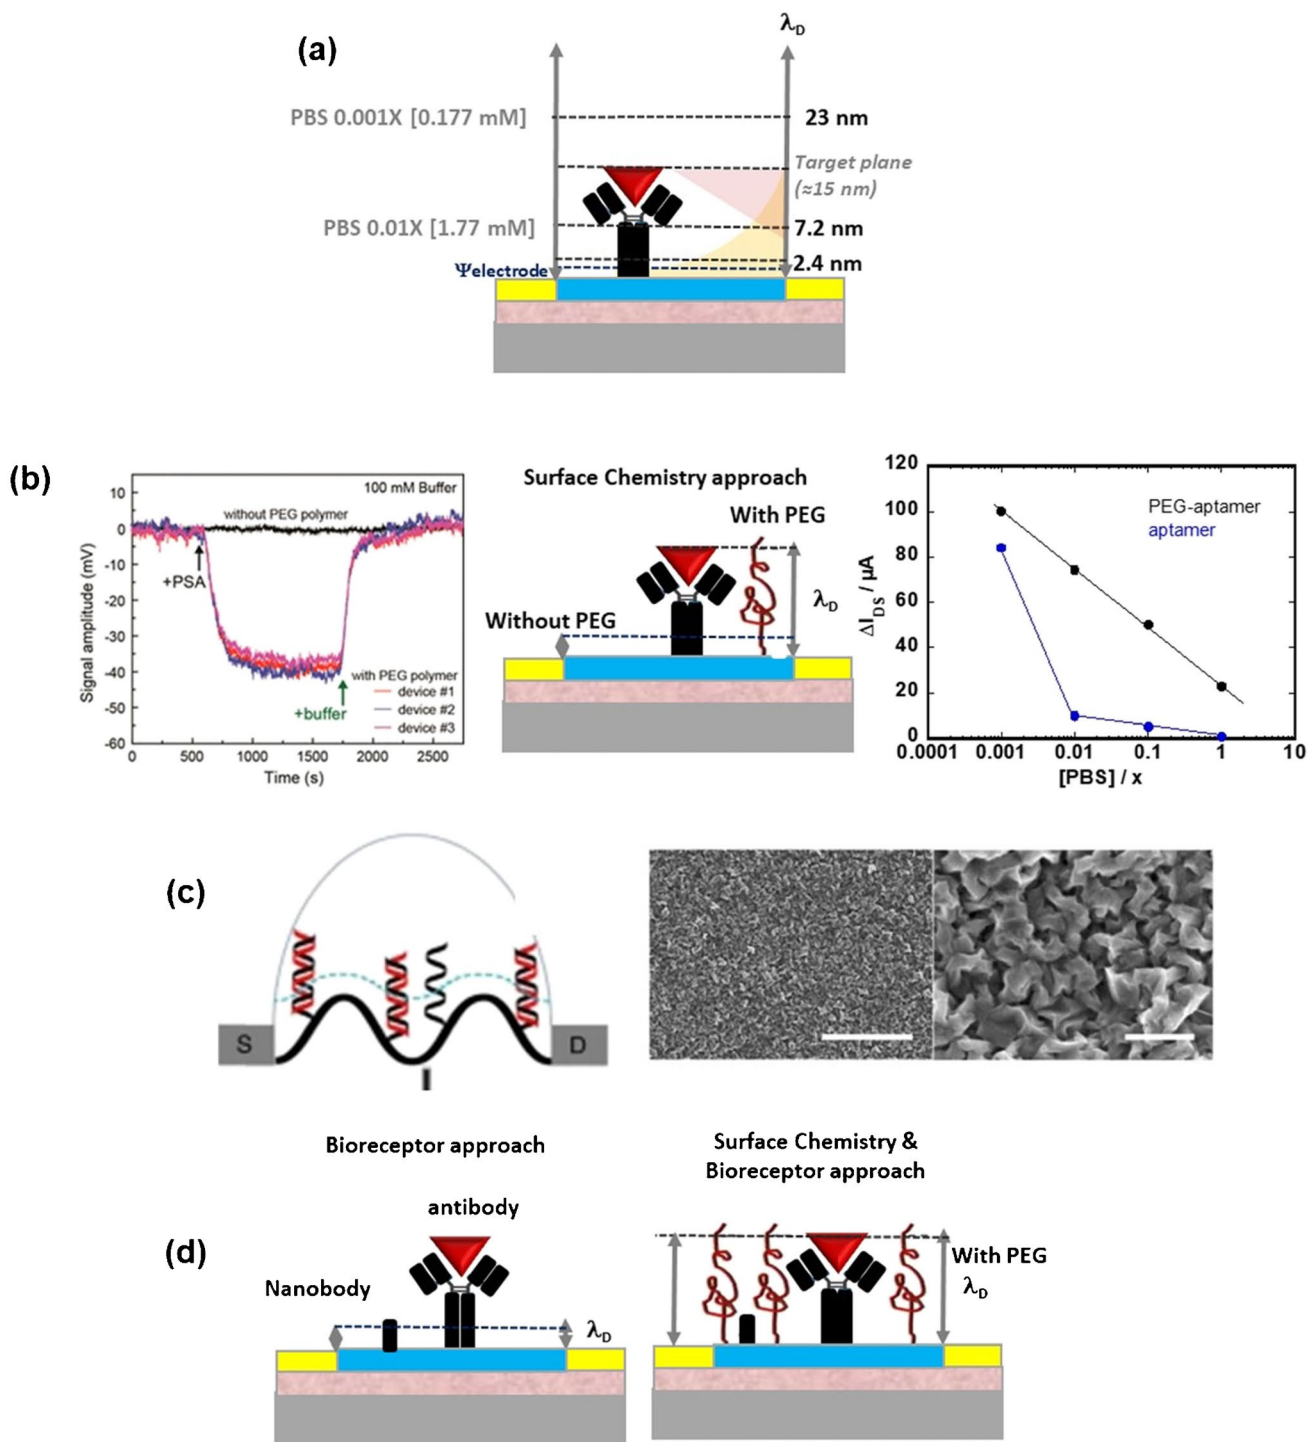 (a)
λD
PBS 0.001X [0.177 mM]
23 nm
Target plane
(≈15 nm)
PBS 0.01X [1.77 mM]
7.2 nm
Ψelectrode
2.4 nm
(b)
10
0
-10
-20
-30
-40
-50
-60
Signal amplitude (mV)
100 mM Buffer
without PEG polymer
+PSA
with PEG polymer
device #1
device #2
device #3
+buffer
0 500 1000 1500 2000 2500
Time (s)
Surface Chemistry approach
With PEG
Without PEG
λD
120
100
80
60
40
20
0
ΔIDS / µA
PEG-aptamer
aptamer
0.0001 0.001 0.01 0.1 1 10
[PBS] / x
(c)
S
D
(d)
Bioreceptor approach
antibody
Nanobody
λD
Surface Chemistry &
Bioreceptor approach
With PEG
λD